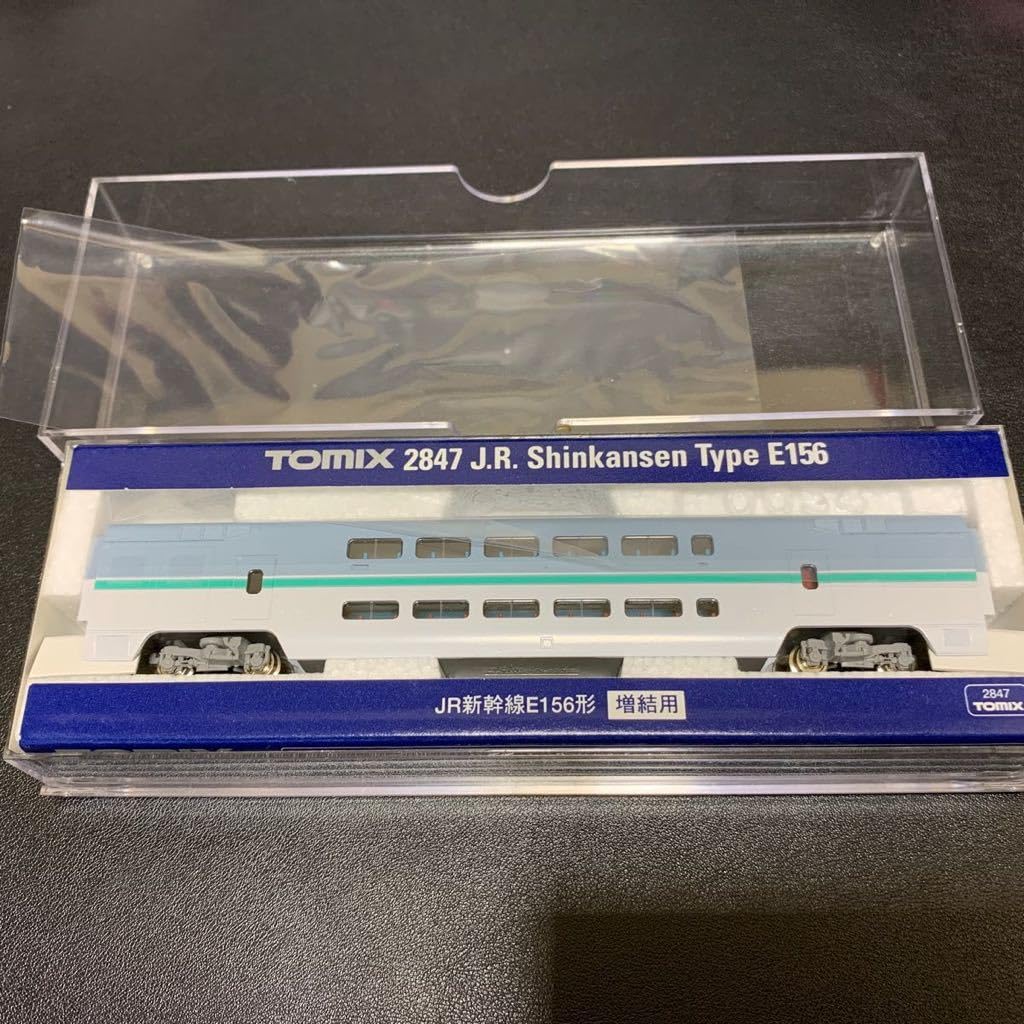 TOMIX 2847 J.R. Shinkansen Type E156
JR新幹線E156形 増結用
2847
TOMIX